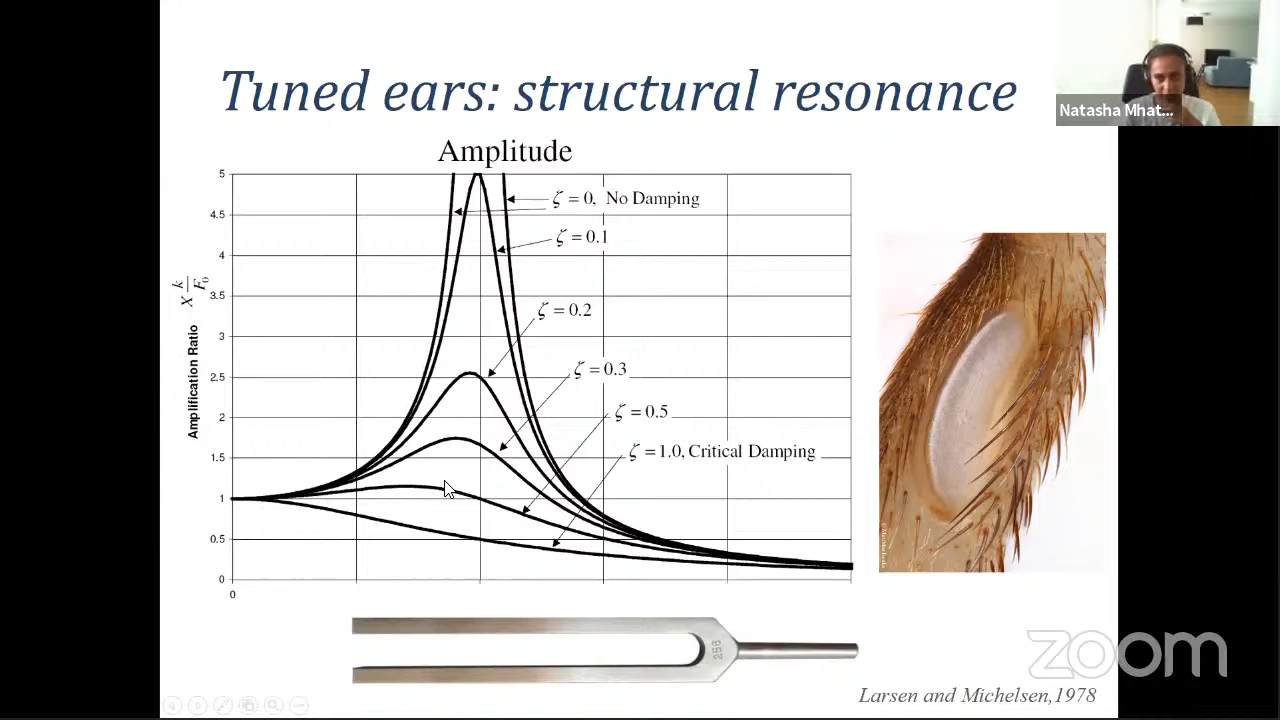 Tuned ears: structural resonance
Natasha Mhat...
Amplitude
5
4.5
4
3.5
3
2.5
2
1.5
1
0.5
0
0
Amplification Ratio X k/F₀
ζ = 0, No Damping
ζ = 0.1
ζ = 0.2
ζ = 0.3
ζ = 0.5
ζ = 1.0, Critical Damping
256
zoom
Larsen and Michelsen,1978